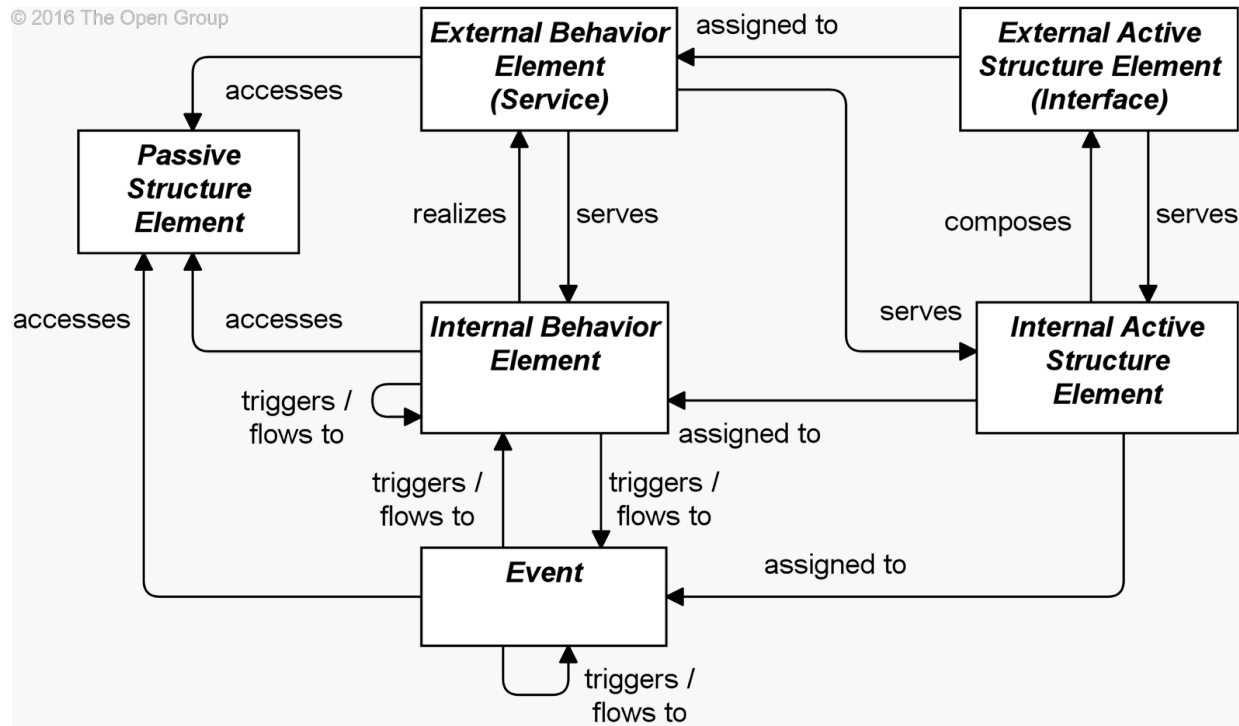 © 2016 The Open Group
External Behavior
Element
(Service)
assigned to
External Active
Structure Element
(Interface)
accesses
Passive
Structure
Element
realizes
serves
composes
serves
accesses
accesses
Internal Behavior
Element
serves
Internal Active
Structure
Element
triggers /
flows to
assigned to
triggers /
flows to
triggers /
flows to
Event
assigned to
triggers /
flows to